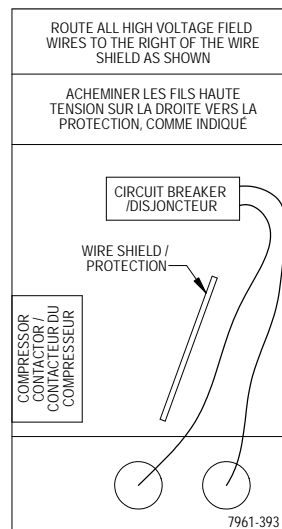 ROUTE ALL HIGH VOLTAGE FIELD
WIRES TO THE RIGHT OF THE WIRE
SHIELD AS SHOWN
ACHEMINER LES FILS HAUTE
TENSION SUR LA DROITE VERS LA
PROTECTION, COMME INDIQUÉ
CIRCUIT BREAKER
/DISJONCTEUR
WIRE SHIELD /
PROTECTION
COMPRESSOR
CONTACTOR /
CONTACTEUR DU
COMPRESSEUR
7961-393